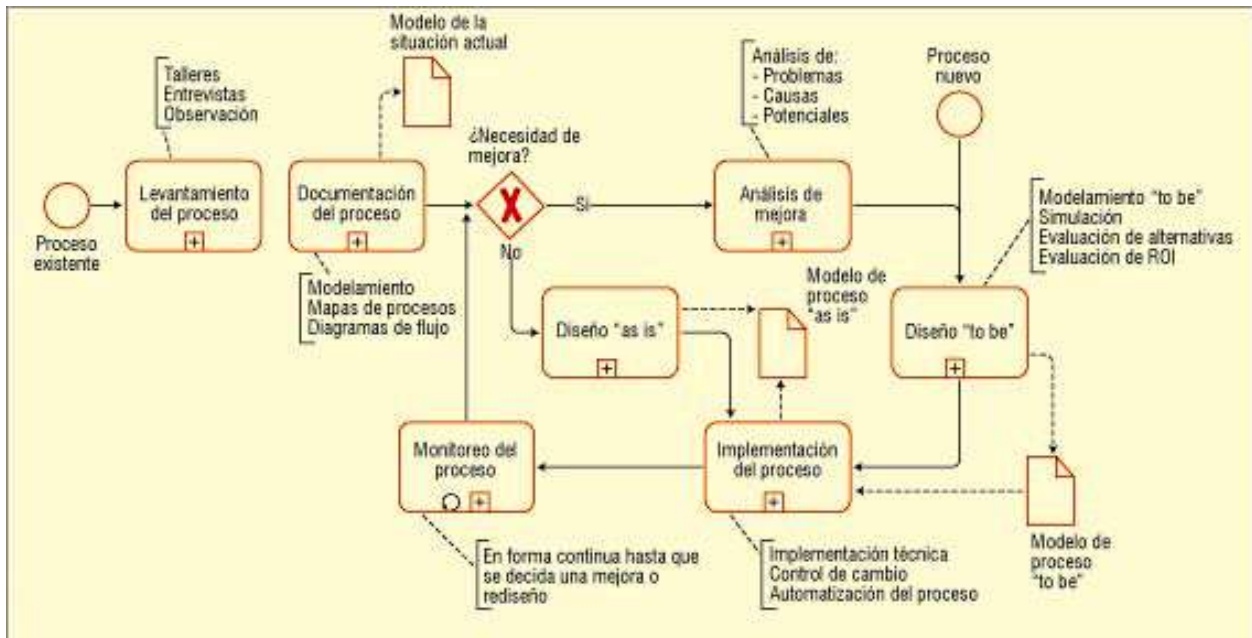 Modelo de la
situación actual
Talleres
Entrevistas
Observación
Análisis de:
- Problemas
- Causas
- Potenciales
Proceso
nuevo
¿Necesidad de
mejora?
Proceso
existente
Levantamiento
del proceso
Documentación
del proceso
Si
No
Análisis de
mejora
Modelamiento "to be"
Simulación
Evaluación de alternativas
Evaluación de ROI
Modelamiento
Mapas de procesos
Diagramas de flujo
Diseño "as is"
Modelo de
proceso
"as is"
Diseño "to be"
Monitoreo del
proceso
Implementación
del proceso
Modelo de
proceso
"to be"
En forma continua hasta que
se decida una mejora o
rediseño
Implementación técnica
Control de cambio
Automatización del proceso